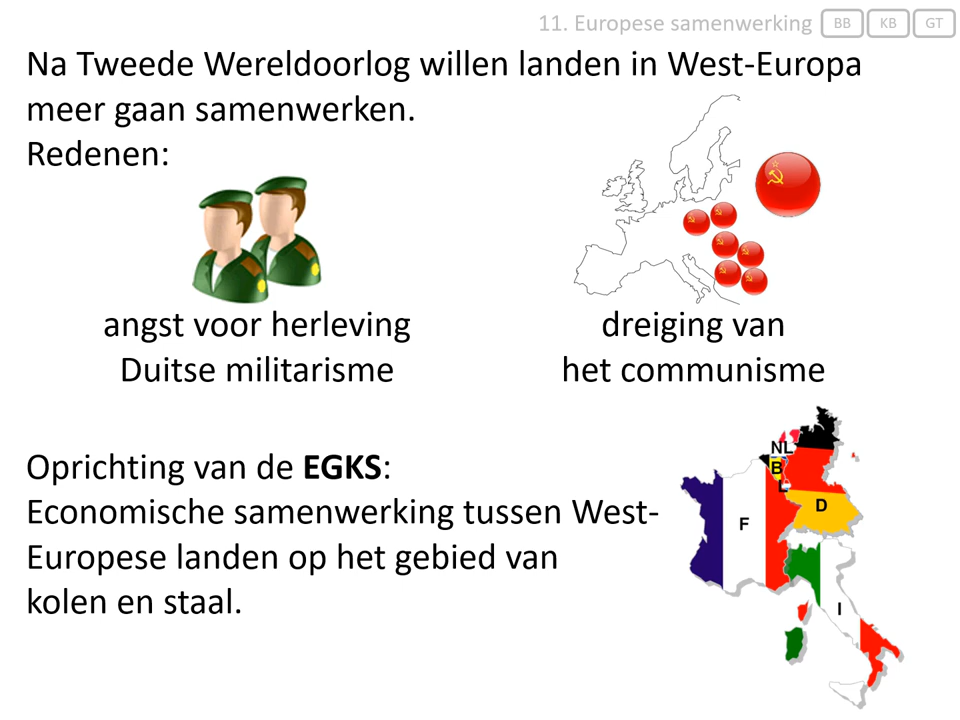 11. Europese samenwerking BB KB GT
Na Tweede Wereldoorlog willen landen in West-Europa
meer gaan samenwerken.
Redenen:
angst voor herleving
Duitse militarisme
dreiging van
het communisme
Oprichting van de EGKS:
Economische samenwerking tussen West-
Europese landen op het gebied van
kolen en staal.
NL
B
L
D
F
I